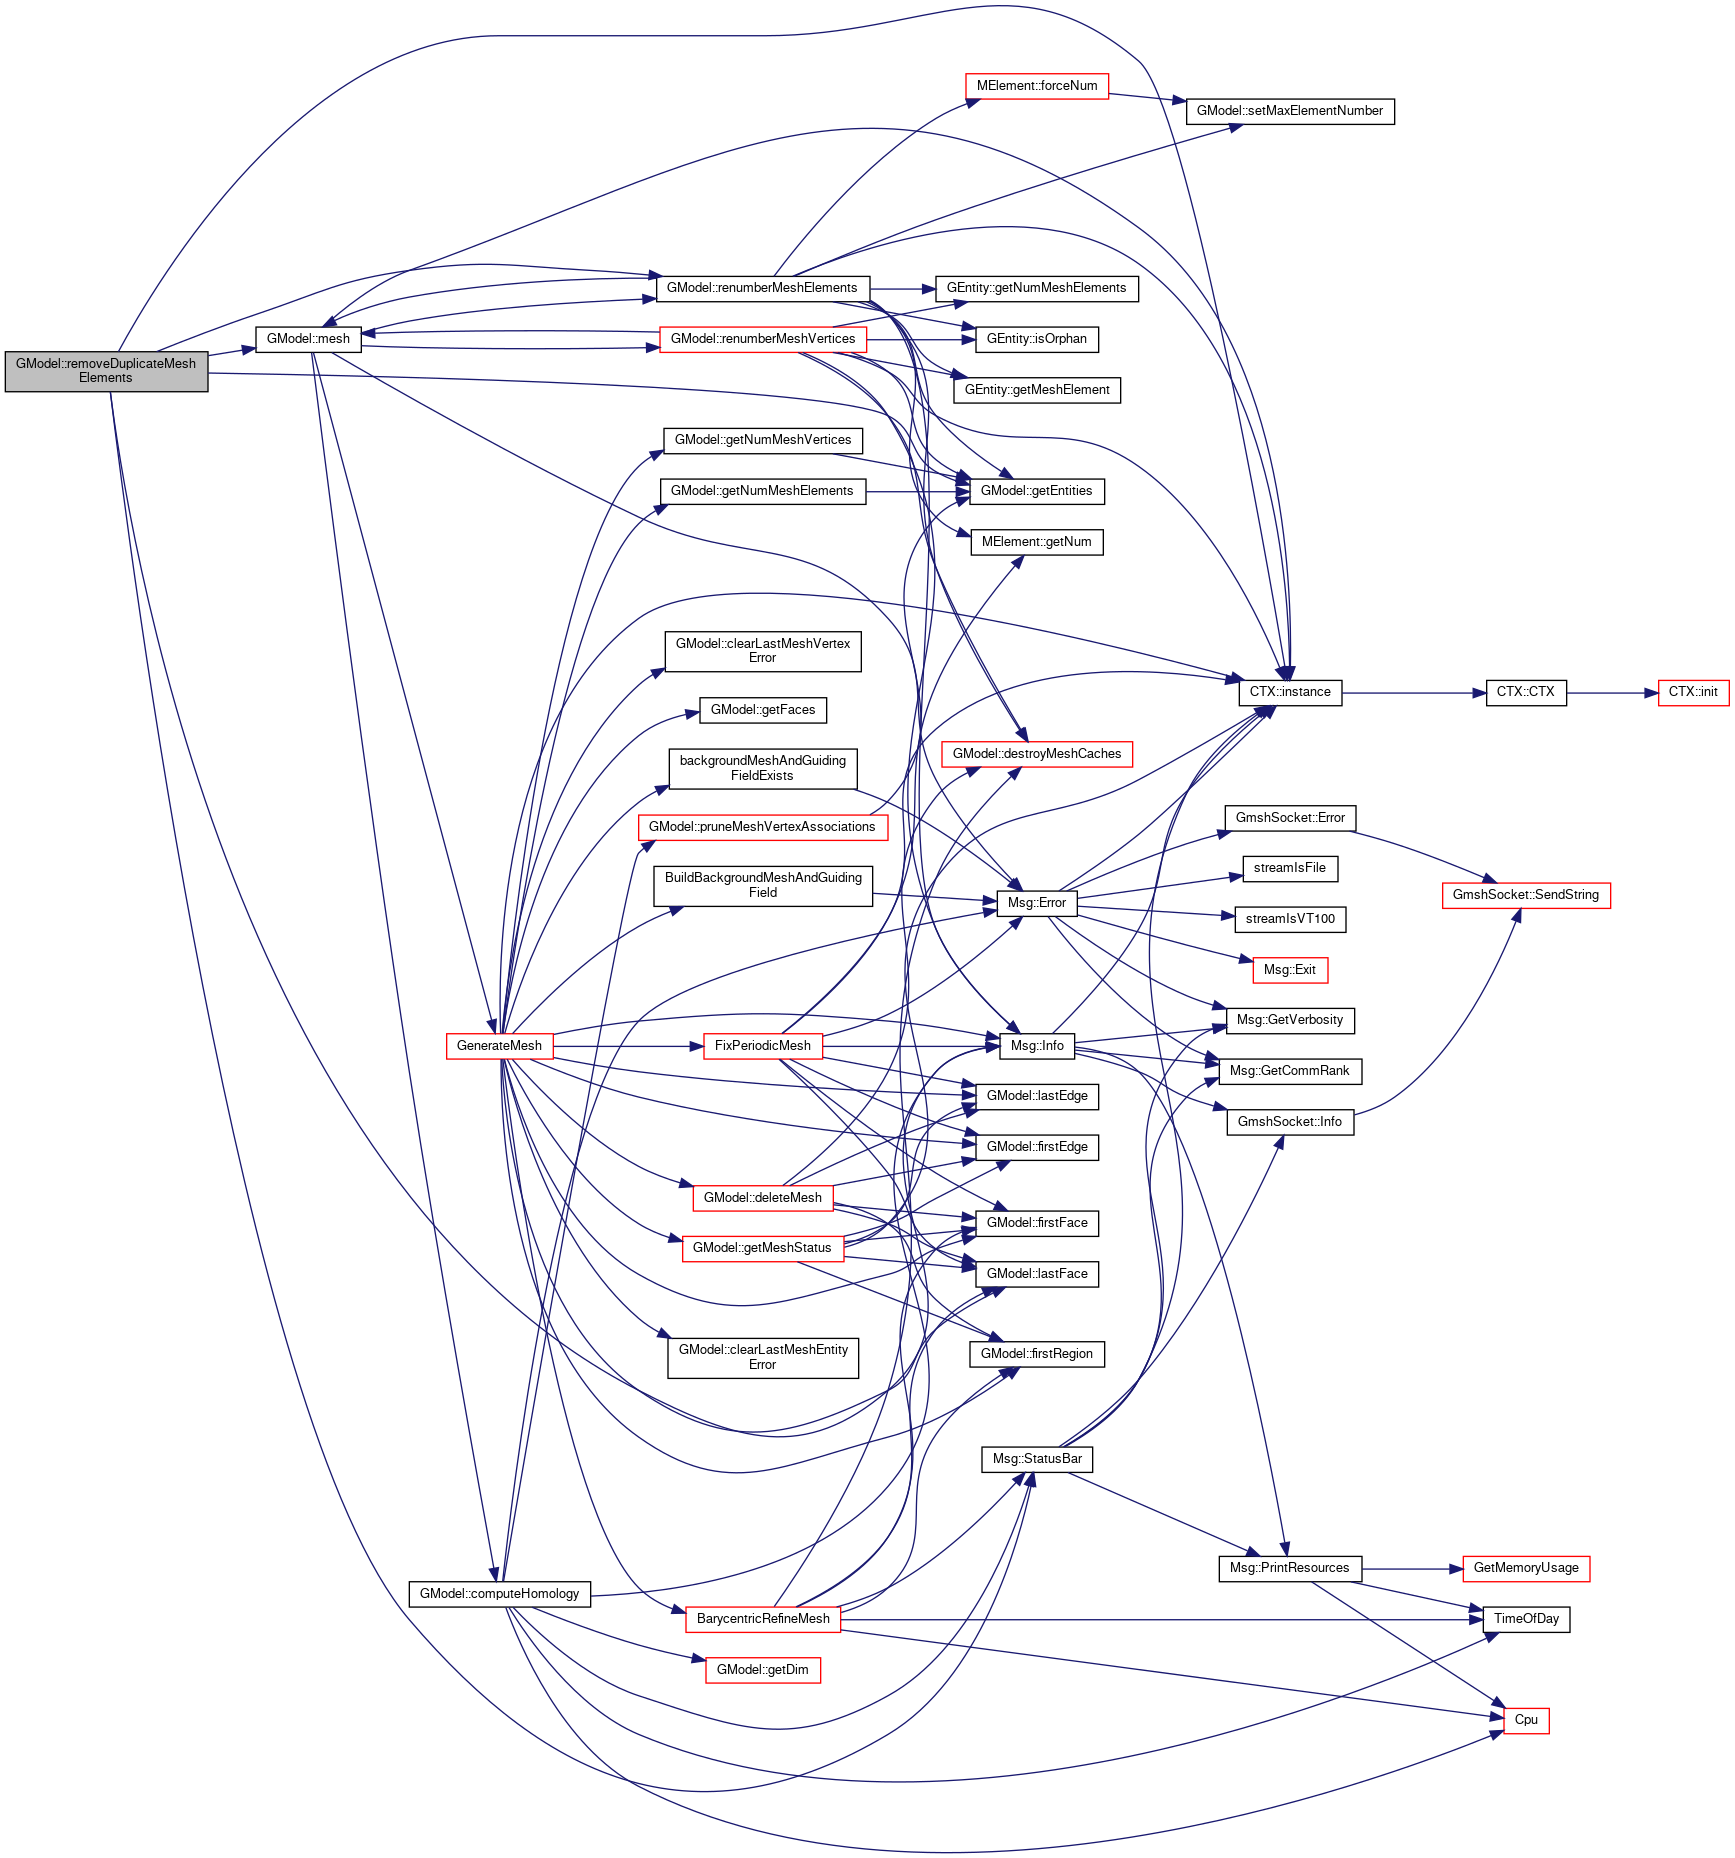 MElement::forceNum
GModel::setMaxElementNumber
GModel::renumberMeshElements
GEntity::getNumMeshElements
GModel::mesh
GModel::renumberMeshVertices
GEntity::isOrphan
GModel::removeDuplicateMesh
Elements
GEntity::getMeshElement
GModel::getNumMeshVertices
GModel::getNumMeshElements
GModel::getEntities
MElement::getNum
GModel::clearLastMeshVertex
Error
GModel::getFaces
CTX::instance
CTX::CTX
CTX::init
backgroundMeshAndGuiding
FieldExists
GModel::destroyMeshCaches
GModel::pruneMeshVertexAssociations
GmshSocket::Error
BuildBackgroundMeshAndGuiding
Field
Msg::Error
streamIsFile
GmshSocket::SendString
streamIsVT100
Msg::Exit
GenerateMesh
FixPeriodicMesh
Msg::Info
Msg::GetVerbosity
Msg::GetCommRank
GModel::lastEdge
GmshSocket::Info
GModel::firstEdge
GModel::deleteMesh
GModel::firstFace
GModel::getMeshStatus
GModel::lastFace
GModel::clearLastMeshEntity
Error
GModel::firstRegion
Msg::StatusBar
Msg::PrintResources
GetMemoryUsage
GModel::computeHomology
BarycentricRefineMesh
TimeOfDay
GModel::getDim
Cpu